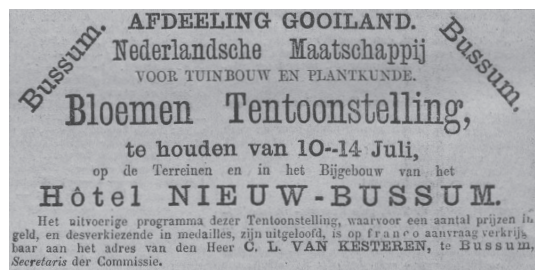 AFDEELING GOOILAND.
Bussum.
Bussum.
Nederlandsche Maatschappij
VOOR TUINBOUW EN PLANTKUNDE.
Bloemen Tentoonstelling,
te houden van 10--14 Juli,
op de Terreinen en in het Bijgebouw van het
Hôtel NIEUW-BUSSUM.
Het uitvoerige programma dezer Tentoonstelling, waarvoor een aantal prijzen in
geld, en desverkiezende in medailles, zijn uitgeloofd, is op franco aanvraag verkrijg
baar aan het adres van den Heer C. L. VAN KESTEREN, te Bussum,
Secretaris der Commissie.